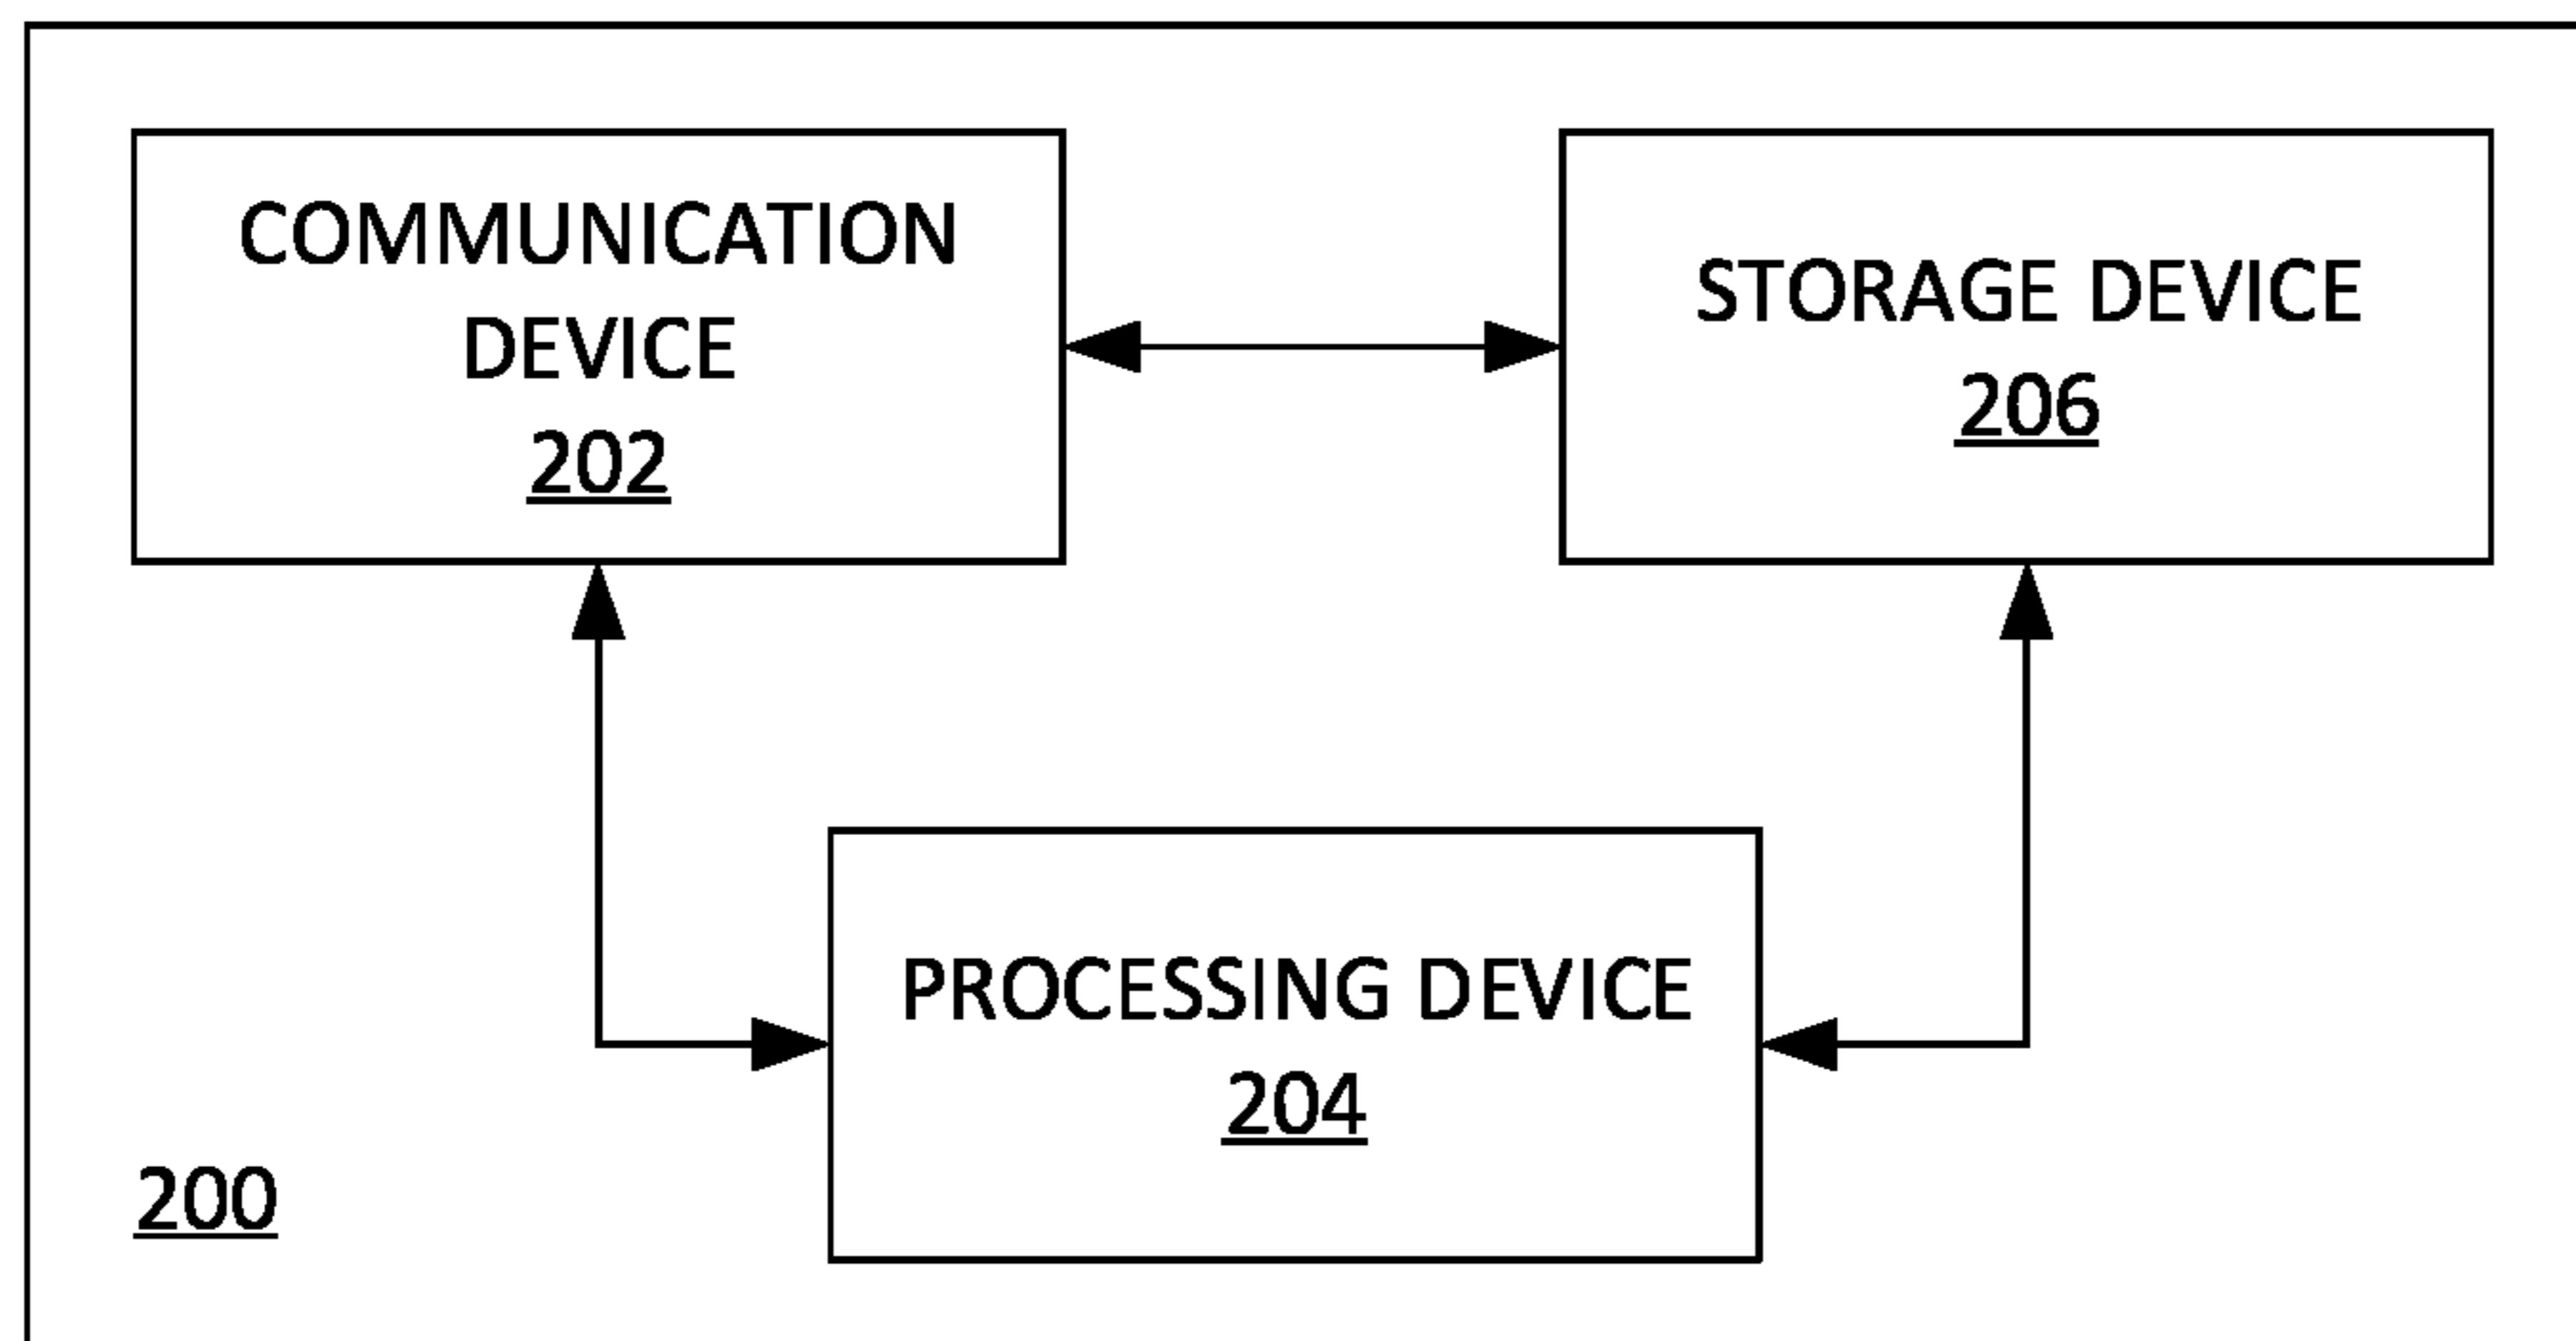 COMMUNICATION
DEVICE
202
STORAGE DEVICE
206
PROCESSING DEVICE
204
200